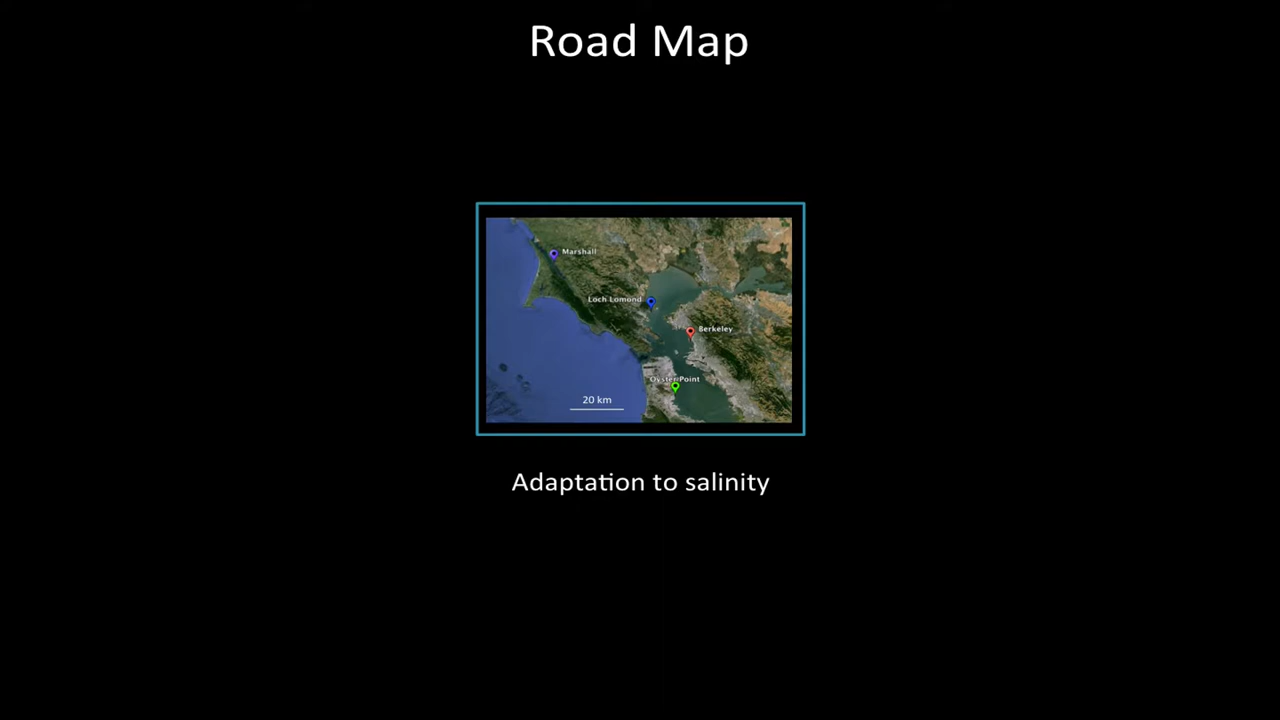 Road Map
Marshall
Loch Lomond
Berkeley
Oyster Point
20 km
Adaptation to salinity